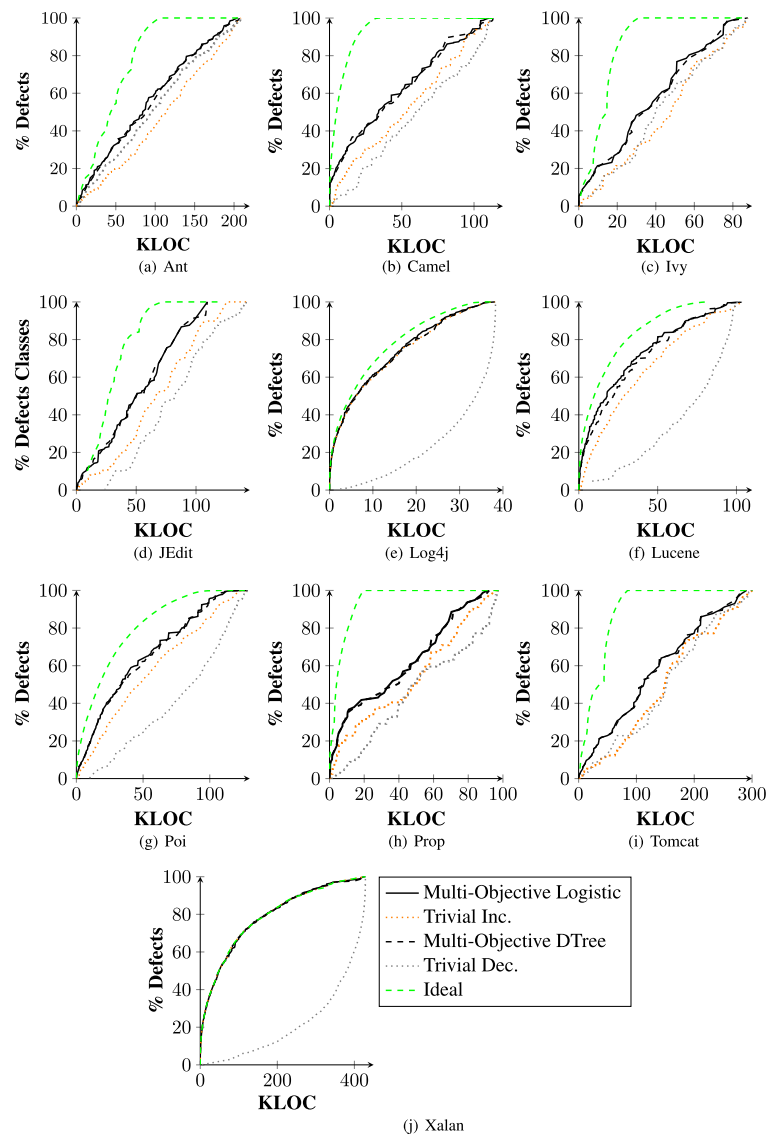 100
80
60
40
20
0
% Defects
0 50 100 150 200
KLOC
(a) Ant
100
80
60
40
20
0
% Defects
0 50 100
KLOC
(b) Camel
100
80
60
40
20
0
% Defects
0 20 40 60 80
KLOC
(c) Ivy
100
80
60
40
20
0
% Defects Classes
0 50 100
KLOC
(d) JEdit
100
80
60
40
20
0
% Defects
0 10 20 30 40
KLOC
(e) Log4j
100
80
60
40
20
0
% Defects
0 50 100
KLOC
(f) Lucene
100
80
60
40
20
0
% Defects
0 50 100
KLOC
(g) Poi
100
80
60
40
20
0
% Defects
0 20 40 60 80 100
KLOC
(h) Prop
100
80
60
40
20
0
% Defects
0 100 200 300
KLOC
(i) Tomcat
100
80
60
40
20
0
% Defects
0 200 400
KLOC
(j) Xalan
Multi-Objective Logistic
Trivial Inc.
Multi-Objective DTree
Trivial Dec.
Ideal